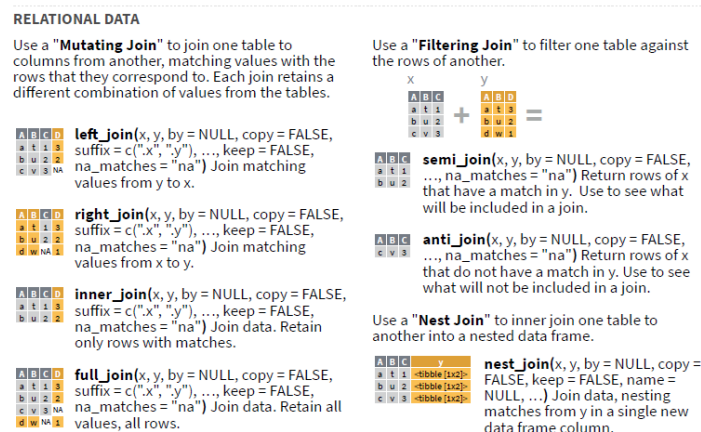 RELATIONAL DATA
Use a "Mutating Join" to join one table to
columns from another, matching values with the
rows that they correspond to. Each join retains a
different combination of values from the tables.
A B C D
a t 1 3
b u 2 2
c v 3 NA
left_join(x, y, by = NULL, copy = FALSE,
suffix = c(".x", ".y"), ..., keep = FALSE,
na_matches = "na") Join matching
values from y to x.
A B C D
a t 1 3
b u 2 2
d w NA 1
right_join(x, y, by = NULL, copy = FALSE,
suffix = c(".x", ".y"), ..., keep = FALSE,
na_matches = "na") Join matching
values from x to y.
A B C D
a t 1 3
b u 2 2
inner_join(x, y, by = NULL, copy = FALSE,
suffix = c(".x", ".y"), ..., keep = FALSE,
na_matches = "na") Join data. Retain
only rows with matches.
A B C D
a t 1 3
b u 2 2
c v 3 NA
d w NA 1
full_join(x, y, by = NULL, copy = FALSE,
suffix = c(".x", ".y"), ..., keep = FALSE,
na_matches = "na") Join data. Retain all
values, all rows.
Use a "Filtering Join" to filter one table against
the rows of another.
x y
A B C
a t 1
b u 2
c v 3
+
A B D
a t 3
b u 2
d w 1
=
A B C
a t 1
b u 2
semi_join(x, y, by = NULL, copy = FALSE,
..., na_matches = "na") Return rows of x
that have a match in y. Use to see what
will be included in a join.
A B C
c v 3
anti_join(x, y, by = NULL, copy = FALSE,
..., na_matches = "na") Return rows of x
that do not have a match in y. Use to see
what will not be included in a join.
Use a "Nest Join" to inner join one table to
another into a nested data frame.
A B C y
a t 1 <tibble [1x2]>
b u 2 <tibble [1x2]>
c v 3 <tibble [1x2]>
nest_join(x, y, by = NULL, copy =
FALSE, keep = FALSE, name =
NULL, ...) Join data, nesting
matches from y in a single new
data frame column.